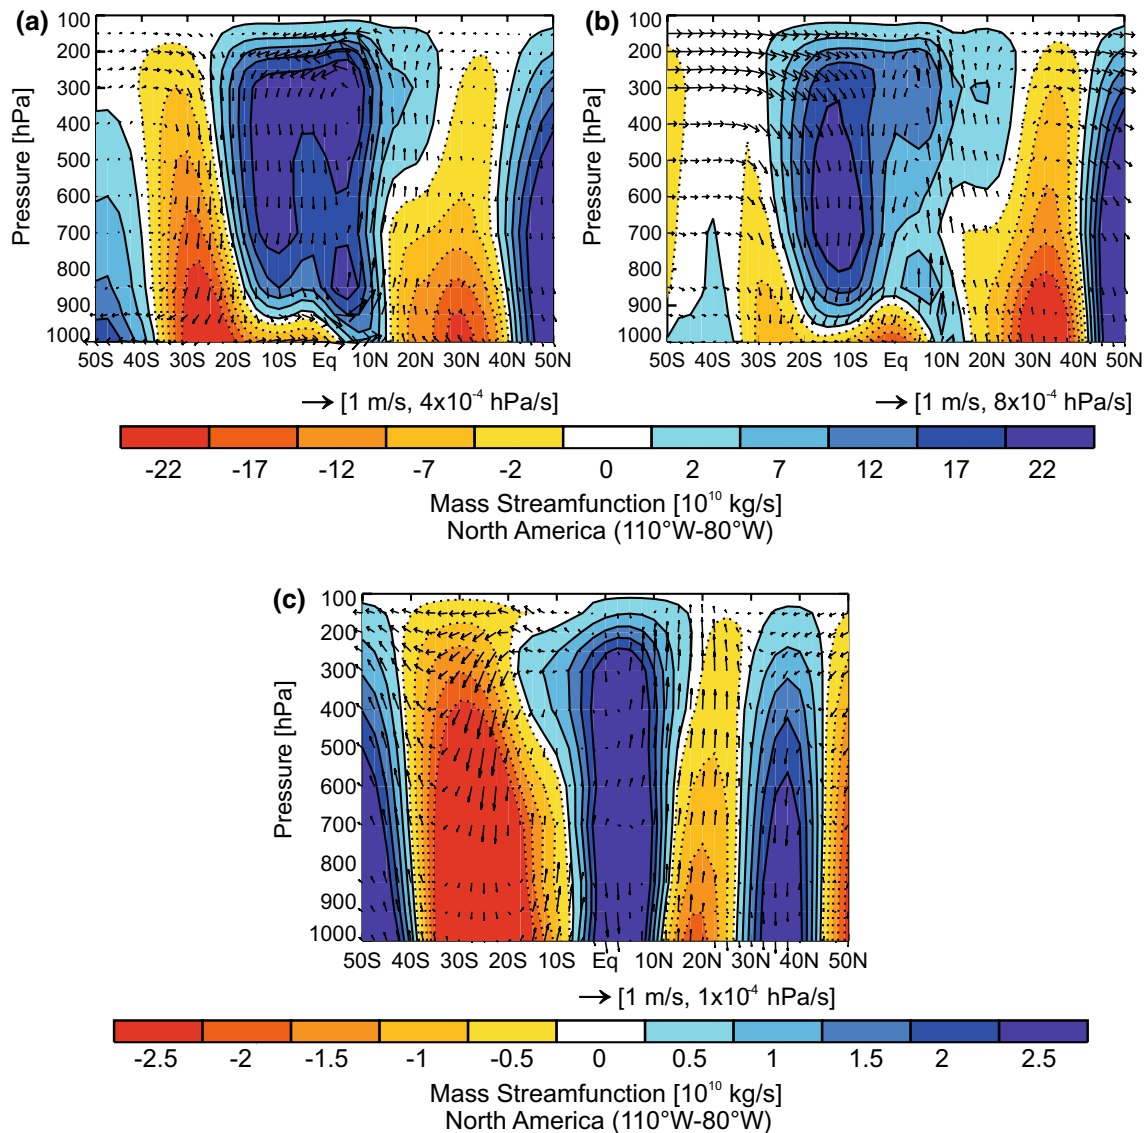 (a)
(b)
Pressure [hPa]
100
200
300
400
500
600
700
800
900
1000
50S 40S 30S 20S 10S Eq 10N 20N 30N 40N 50N
Pressure [hPa]
100
200
300
400
500
600
700
800
900
1000
50S 40S 30S 20S 10S Eq 10N 20N 30N 40N 50N
[1 m/s, 4x10⁻⁴ hPa/s]
[1 m/s, 8x10⁻⁴ hPa/s]
-22 -17 -12 -7 -2 0 2 7 12 17 22
Mass Streamfunction [10¹⁰ kg/s]
North America (110°W-80°W)
(c)
Pressure [hPa]
100
200
300
400
500
600
700
800
900
1000
50S 40S 30S 20S 10S Eq 10N 20N 30N 40N 50N
[1 m/s, 1x10⁻⁴ hPa/s]
-2.5 -2 -1.5 -1 -0.5 0 0.5 1 1.5 2 2.5
Mass Streamfunction [10¹⁰ kg/s]
North America (110°W-80°W)